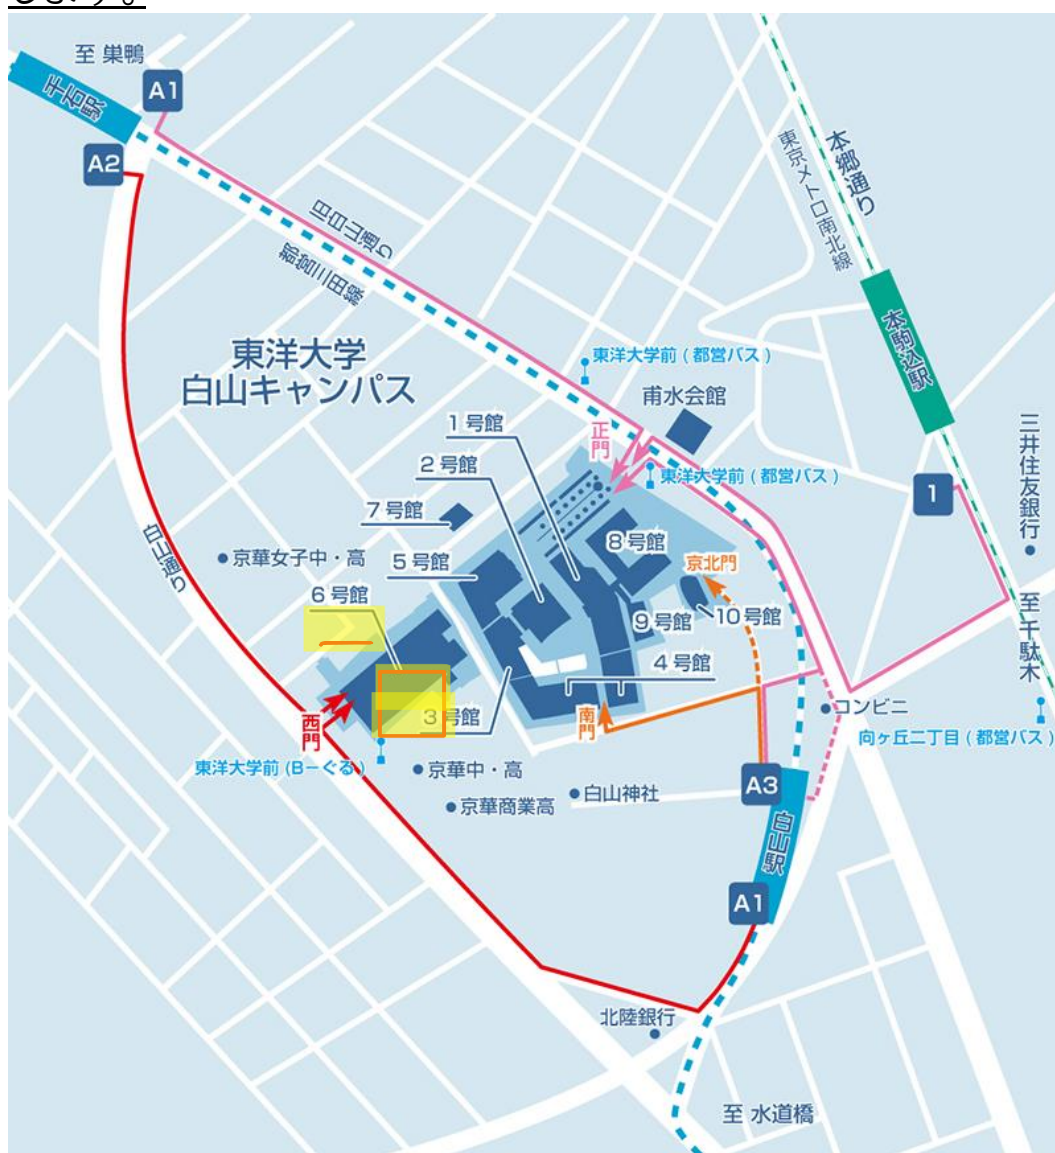 至 巣鴨
千石駅
A1
A2
本郷通り
東京メトロ南北線
旧白山通り
都営三田線
本駒込駅
東洋大学
白山キャンパス
東洋大学前 ( 都営バス )
甫水会館
三井住友銀行
1号館
正門
2号館
東洋大学前 ( 都営バス )
1
7号館
8号館
白山通り
京華女子中・高
5号館
京北門
6号館
至 千駄木
9号館
10号館
4号館
3号館
南門
コンビニ
西門
向ヶ丘二丁目 ( 都営バス )
東洋大学前 (B－ぐる )
京華中・高
A3
白山神社
京華商業高
白山駅
A1
北陸銀行
至 水道橋